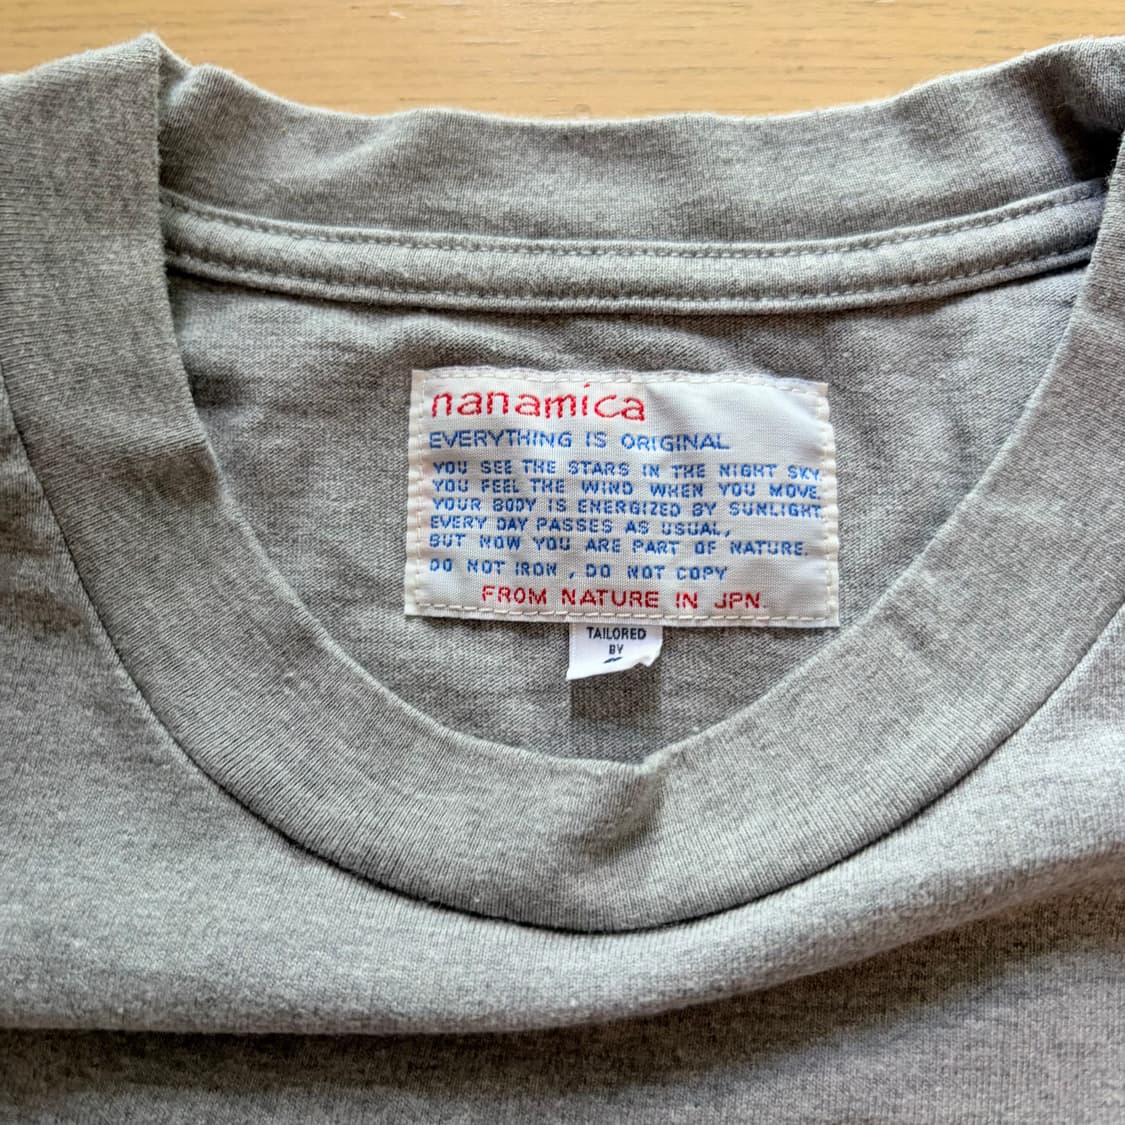 nanamica
EVERYTHING IS ORIGINAL
YOU SEE THE STARS IN THE NIGHT SKY.
YOU FEEL THE WIND WHEN YOU MOVE.
YOUR BODY IS ENERGIZED BY SUNLIGHT.
EVERY DAY PASSES AS USUAL,
BUT NOW YOU ARE PART OF NATURE.
DO NOT IRON , DO NOT COPY
FROM NATURE IN JPN.
TAILORED
BY